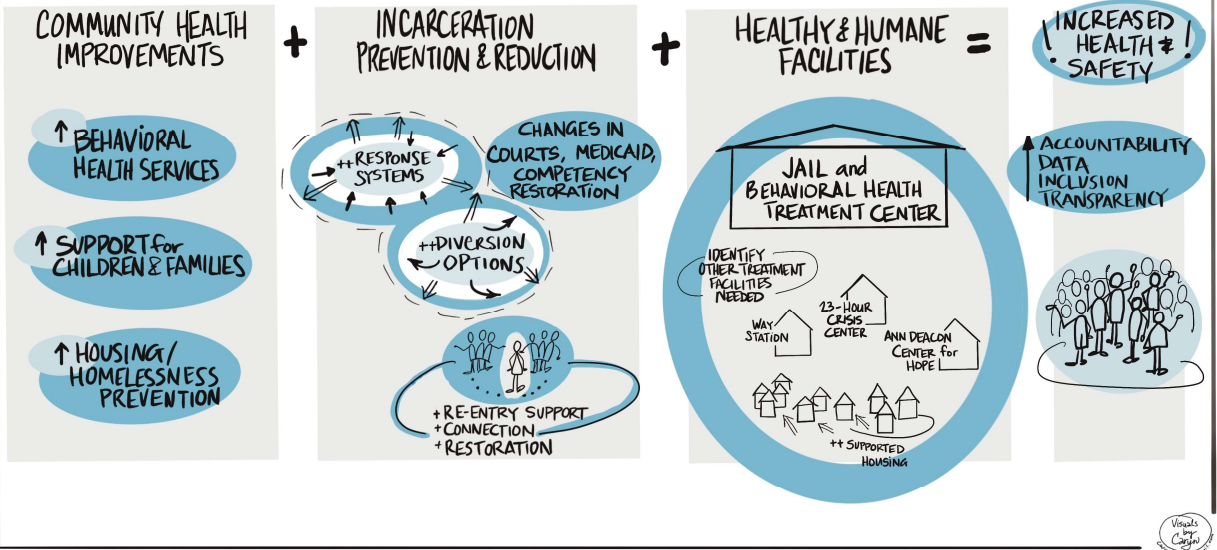 COMMUNITY HEALTH
IMPROVEMENTS
+
INCARCERATION
PREVENTION & REDUCTION
+
HEALTHY & HUMANE
FACILITIES
=
! INCREASED
HEALTH &
SAFETY !
↑ BEHAVIORAL
HEALTH SERVICES
↑ SUPPORT for
CHILDREN & FAMILIES
↑ HOUSING/
HOMELESSNESS
PREVENTION
++ RESPONSE
SYSTEMS
CHANGES IN
COURTS, MEDICAID,
COMPETENCY
RESTORATION
++ DIVERSION
OPTIONS
+ RE-ENTRY SUPPORT
+ CONNECTION
+ RESTORATION
JAIL and
BEHAVIORAL HEALTH
TREATMENT CENTER
IDENTIFY
OTHER TREATMENT
FACILITIES
NEEDED
WAY
STATION
23-HOUR
CRISIS
CENTER
ANN DEACON
CENTER for
HOPE
++ SUPPORTED
HOUSING
↑ ACCOUNTABILITY
DATA
INCLUSION
TRANSPARENCY
Visuals
by
Caryn